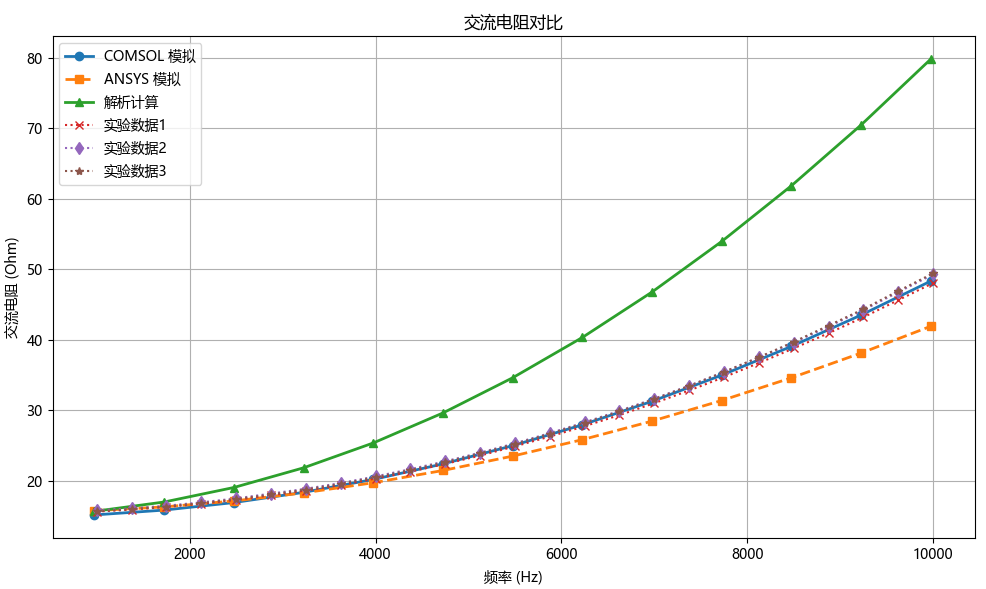 交流电阻对比
COMSOL 模拟
ANSYS 模拟
解析计算
实验数据1
实验数据2
实验数据3
交流电阻 (Ohm)
80
70
60
50
40
30
20
2000
4000
6000
8000
10000
频率 (Hz)